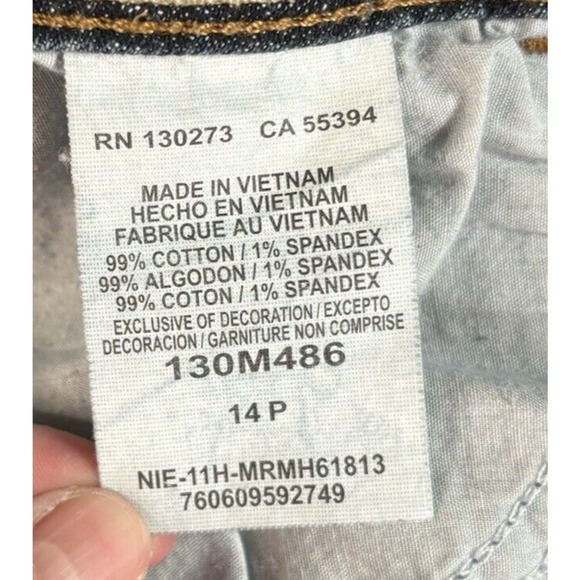 RN 130273 CA 55394
MADE IN VIETNAM
HECHO EN VIETNAM
FABRIQUE AU VIETNAM
99% COTTON / 1% SPANDEX
99% ALGODON / 1% SPANDEX
99% COTON / 1% SPANDEX
EXCLUSIVE OF DECORATION / EXCEPTO
DECORACION / GARNITURE NON COMPRISE
130M486
14 P
NIE-11H-MRMH61813
760609592749